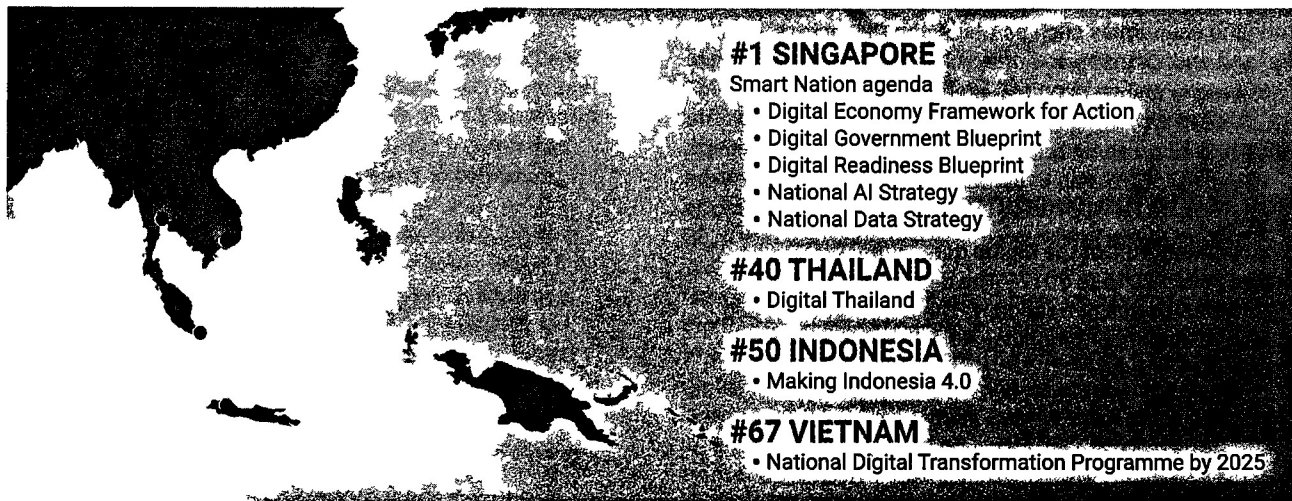 #1 SINGAPORE
Smart Nation agenda
• Digital Economy Framework for Action
• Digital Government Blueprint
• Digital Readiness Blueprint
• National AI Strategy
• National Data Strategy
#40 THAILAND
• Digital Thailand
#50 INDONESIA
• Making Indonesia 4.0
#67 VIETNAM
• National Digital Transformation Programme by 2025